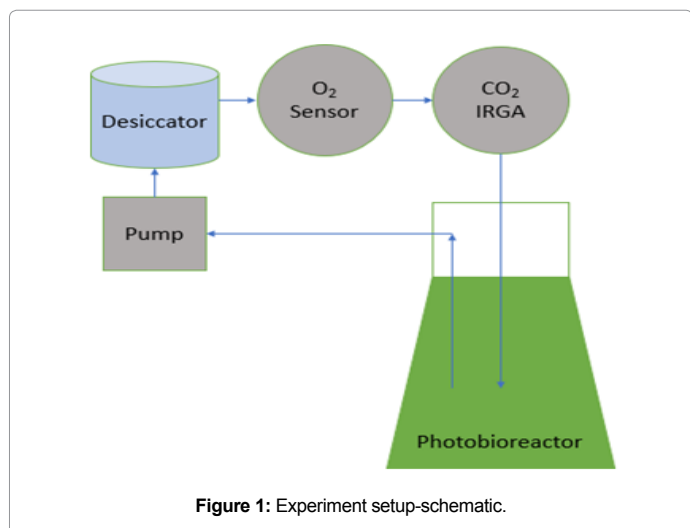 Desiccator
O₂
Sensor
CO₂
IRGA
Pump
Photobioreactor
Figure 1: Experiment setup-schematic.